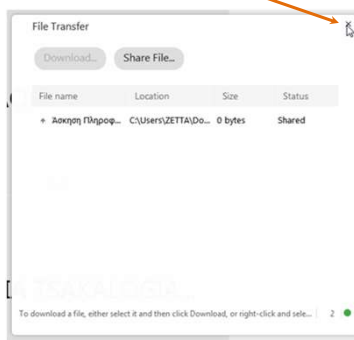 File Transfer
Download... Share File...
File name Location Size Status
Άσκηση Πληροφ... C:\Users\ZETTA\Do... 0 bytes Shared
To download a file, either select it and then click Download, or right-click and sele... 2